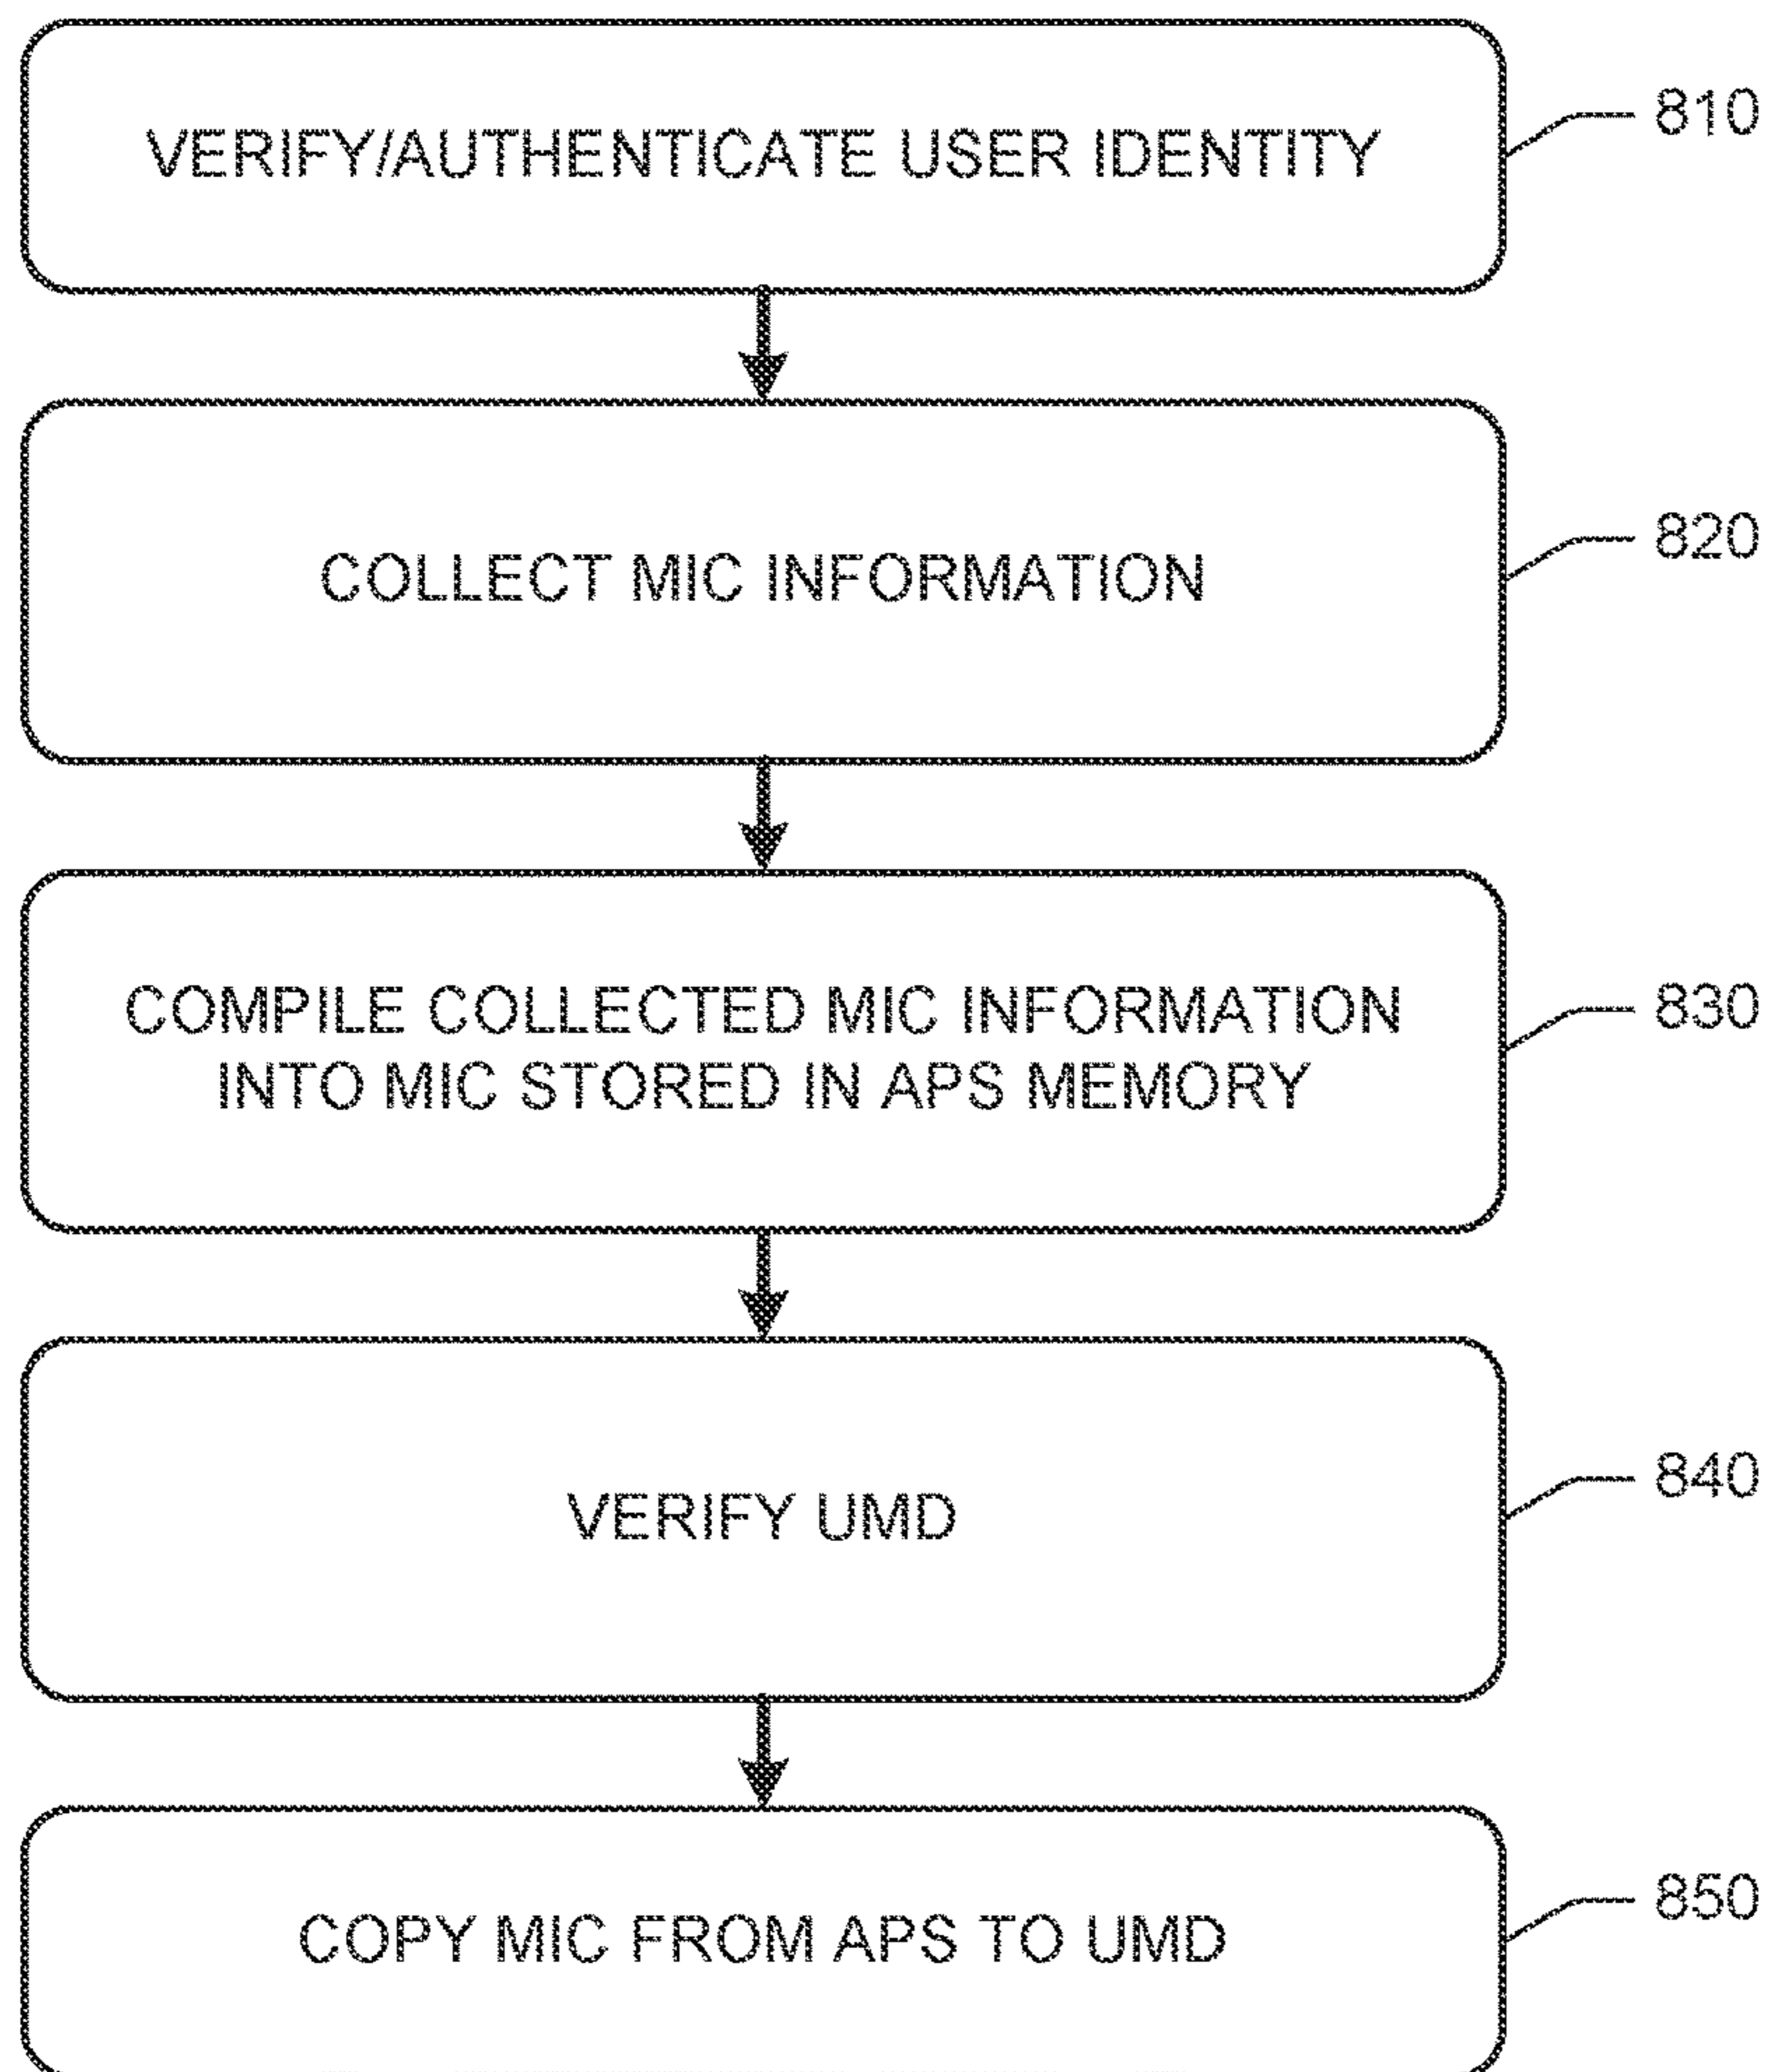 VERIFY/AUTHENTICATE USER IDENTITY
810
COLLECT MIC INFORMATION
820
COMPILE COLLECTED MIC INFORMATION
INTO MIC STORED IN APS MEMORY
830
VERIFY UMD
840
COPY MIC FROM APS TO UMD
850